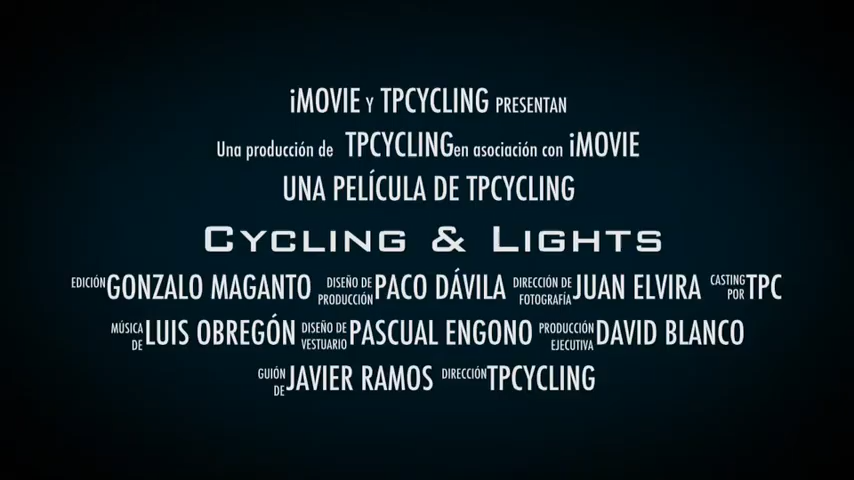 iMOVIE Y TPCYCLING PRESENTAN
Una producción de TPCYCLING en asociación con iMOVIE
UNA PELÍCULA DE TPCYCLING
CYCLING & LIGHTS
EDICIÓN GONZALO MAGANTO DISEÑO DE PRODUCCIÓN PACO DÁVILA DIRECCIÓN DE FOTOGRAFÍA JUAN ELVIRA CASTING POR TPC
MÚSICA DE LUIS OBREGÓN DISEÑO DE VESTUARIO PASCUAL ENGONO PRODUCCIÓN EJECUTIVA DAVID BLANCO
GUIÓN DE JAVIER RAMOS DIRECCIÓN TPCYCLING